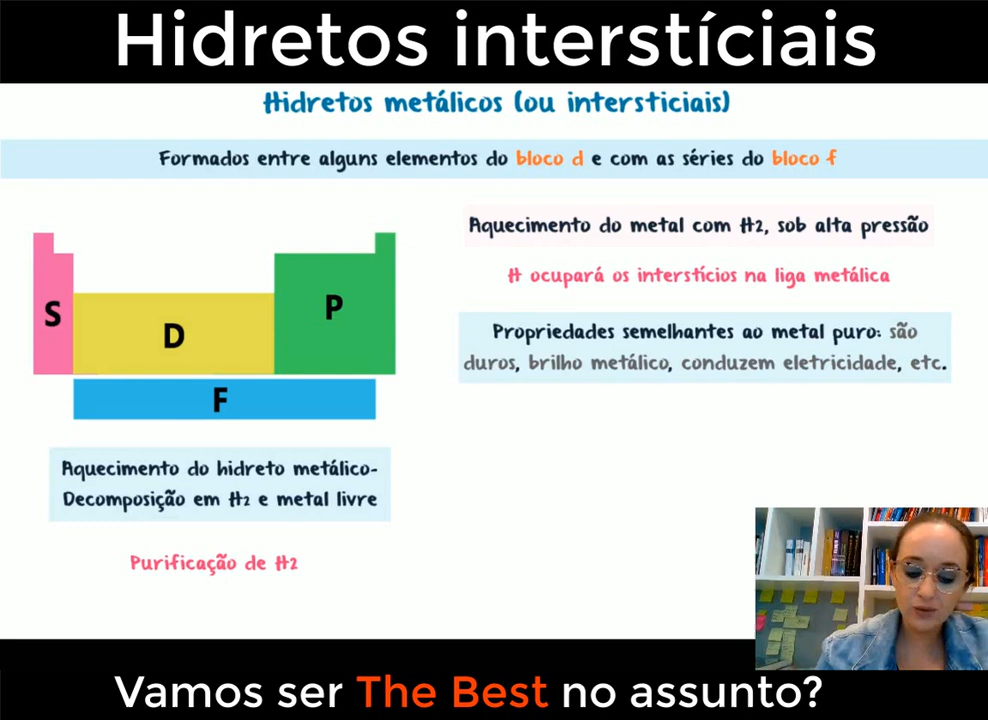 Hidretos interstíciais
Hidretos metálicos (ou intersticiais)
Formados entre alguns elementos do bloco d e com as séries do bloco f
S
D
P
F
Aquecimento do hidreto metálico-
Decomposição em H2 e metal livre
Purificação de H2
Aquecimento do metal com H2, sob alta pressão
H ocupará os interstícios na liga metálica
Propriedades semelhantes ao metal puro: são
duros, brilho metálico, conduzem eletricidade, etc.
Vamos ser The Best no assunto?